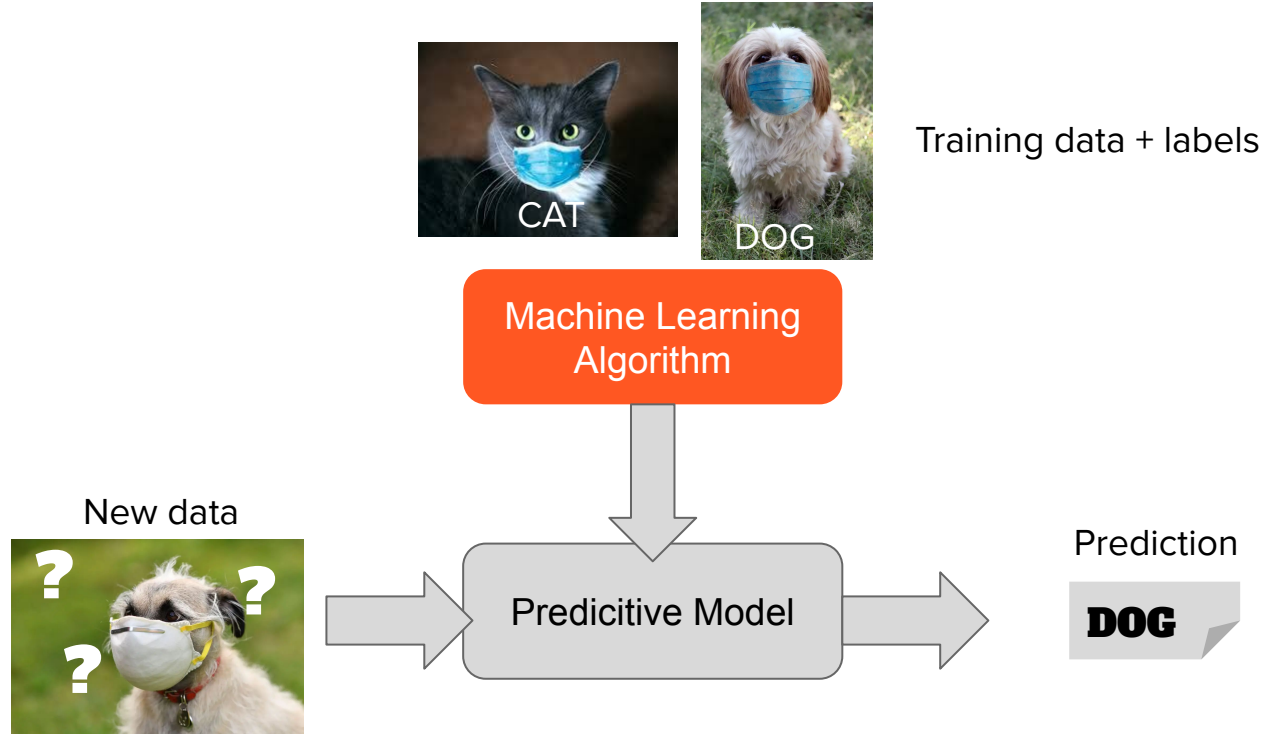 CAT
DOG
Training data + labels
Machine Learning
Algorithm
New data
?
?
?
Predicitive Model
Prediction
DOG